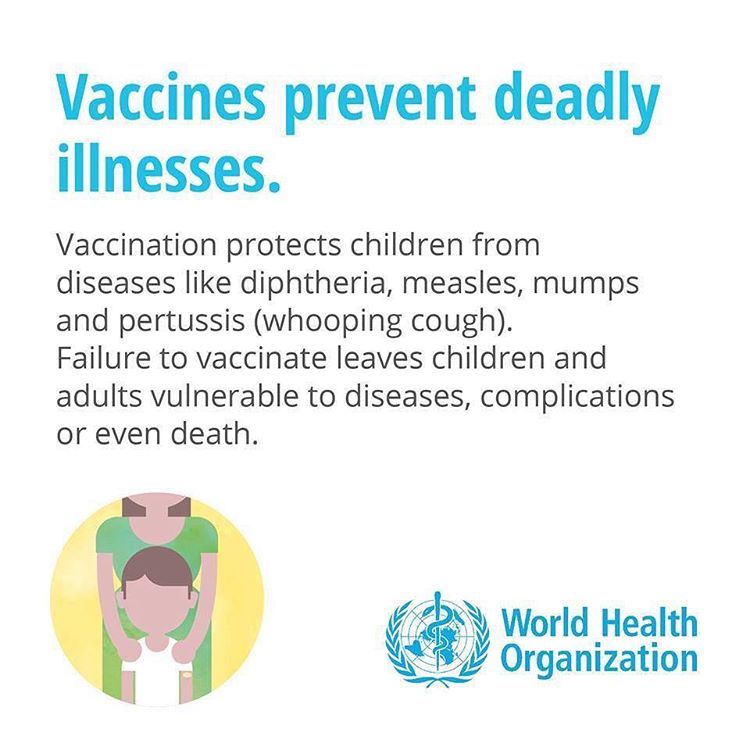 Vaccines prevent deadly
illnesses.
Vaccination protects children from
diseases like diphtheria, measles, mumps
and pertussis (whooping cough).
Failure to vaccinate leaves children and
adults vulnerable to diseases, complications
or even death.
World Health
Organization